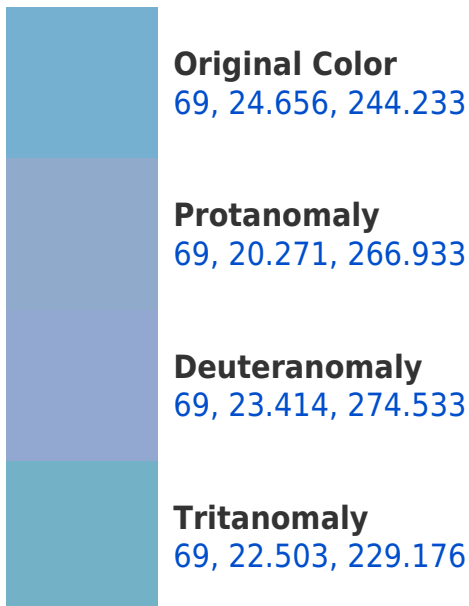 Original Color
69, 24.656, 244.233
Protanomaly
69, 20.271, 266.933
Deuteranomaly
69, 23.414, 274.533
Tritanomaly
69, 22.503, 229.176